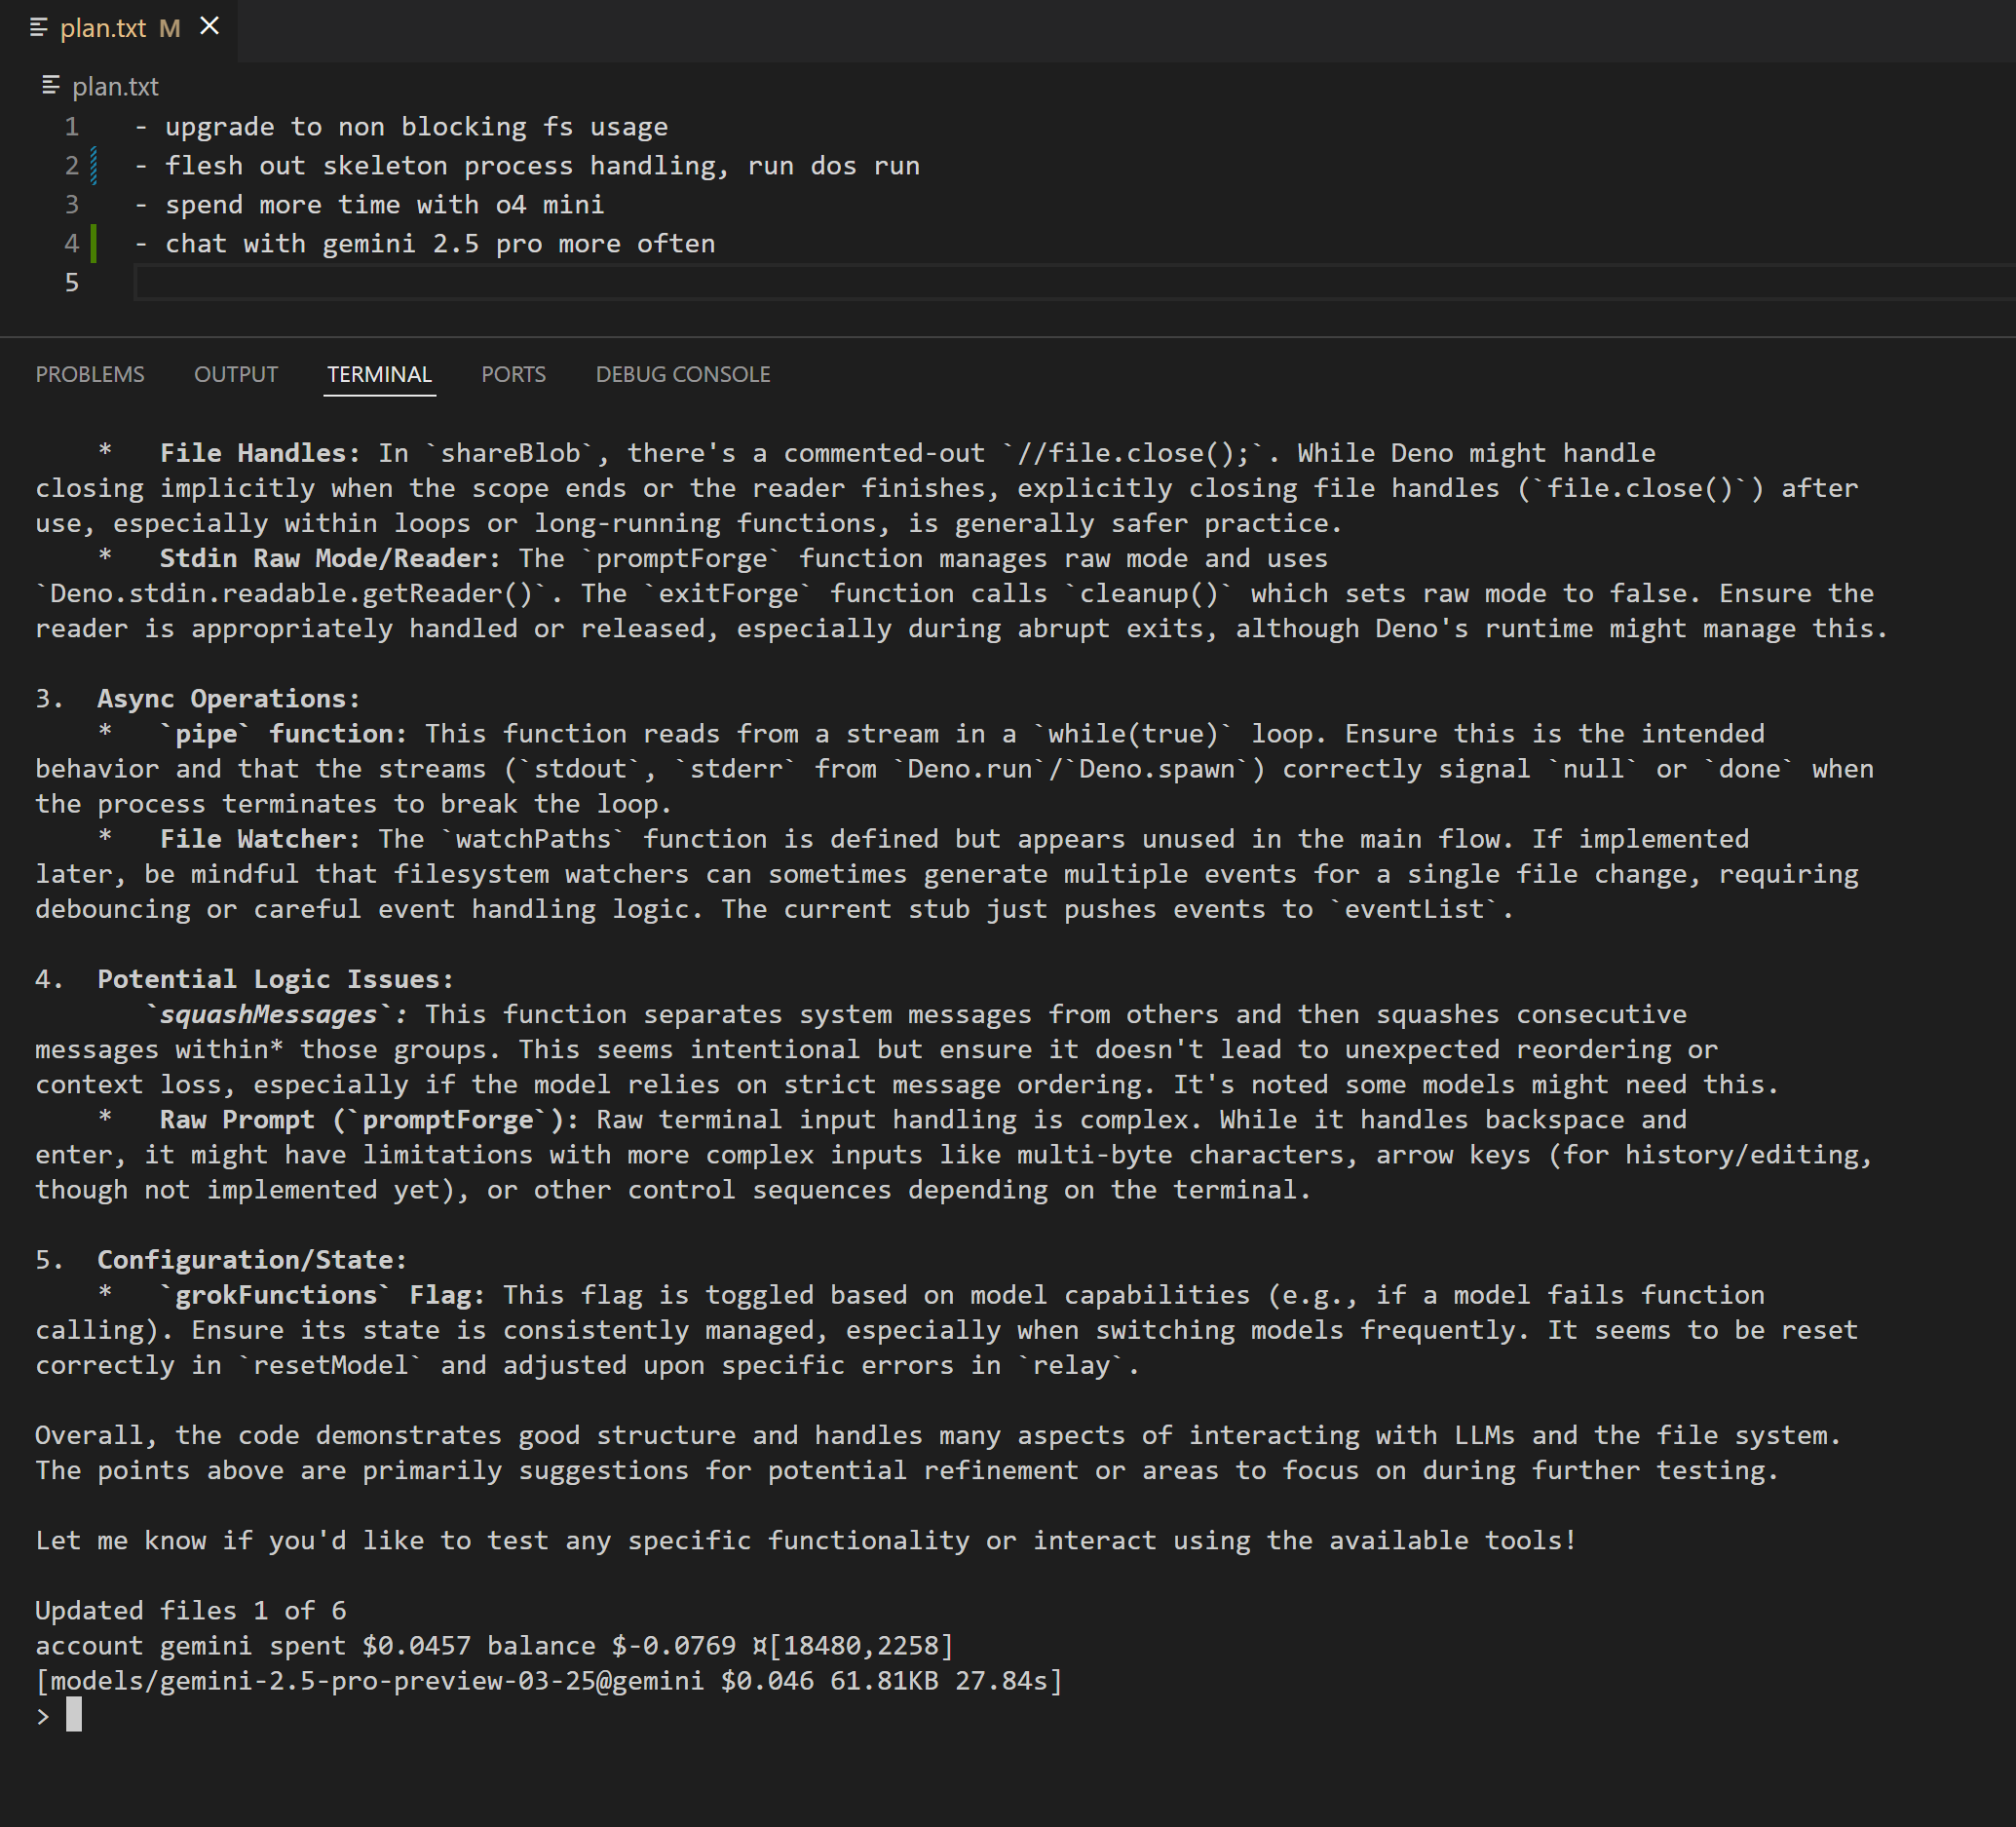 plan.txt M
plan.txt
1 - upgrade to non blocking fs usage
2 - flesh out skeleton process handling, run dos run
3 - spend more time with o4 mini
4 - chat with gemini 2.5 pro more often
5
PROBLEMS OUTPUT TERMINAL PORTS DEBUG CONSOLE
    *   File Handles: In `shareBlob`, there's a commented-out `//file.close();`. While Deno might handle
closing implicitly when the scope ends or the reader finishes, explicitly closing file handles (`file.close()`) after
use, especially within loops or long-running functions, is generally safer practice.
    *   Stdin Raw Mode/Reader: The `promptForge` function manages raw mode and uses
`Deno.stdin.readable.getReader()`. The `exitForge` function calls `cleanup()` which sets raw mode to false. Ensure the
reader is appropriately handled or released, especially during abrupt exits, although Deno's runtime might manage this.
3.  Async Operations:
    *   `pipe` function: This function reads from a stream in a `while(true)` loop. Ensure this is the intended
behavior and that the streams (`stdout`, `stderr` from `Deno.run`/`Deno.spawn`) correctly signal `null` or `done` when
the process terminates to break the loop.
    *   File Watcher: The `watchPaths` function is defined but appears unused in the main flow. If implemented
later, be mindful that filesystem watchers can sometimes generate multiple events for a single file change, requiring
debouncing or careful event handling logic. The current stub just pushes events to `eventList`.
4.  Potential Logic Issues:
       `squashMessages`: This function separates system messages from others and then squashes consecutive
messages within* those groups. This seems intentional but ensure it doesn't lead to unexpected reordering or
context loss, especially if the model relies on strict message ordering. It's noted some models might need this.
    *   Raw Prompt (`promptForge`): Raw terminal input handling is complex. While it handles backspace and
enter, it might have limitations with more complex inputs like multi-byte characters, arrow keys (for history/editing,
though not implemented yet), or other control sequences depending on the terminal.
5.  Configuration/State:
    *   `grokFunctions` Flag: This flag is toggled based on model capabilities (e.g., if a model fails function
calling). Ensure its state is consistently managed, especially when switching models frequently. It seems to be reset
correctly in `resetModel` and adjusted upon specific errors in `relay`.
Overall, the code demonstrates good structure and handles many aspects of interacting with LLMs and the file system.
The points above are primarily suggestions for potential refinement or areas to focus on during further testing.
Let me know if you'd like to test any specific functionality or interact using the available tools!
Updated files 1 of 6
account gemini spent $0.0457 balance $-0.0769 ¤[18480,2258]
[models/gemini-2.5-pro-preview-03-25@gemini $0.046 61.81KB 27.84s]
>